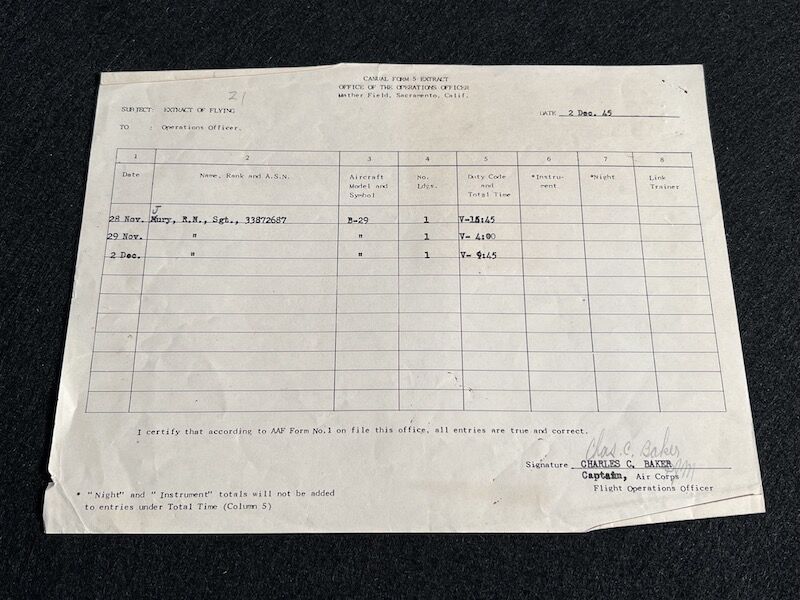 CASUAL FORM 5 EXTRACT
OFFICE OF THE OPERATIONS OFFICER
Mather Field, Sacramento, Calif.
21
SUBJECT: EXTRACT OF FLYING
DATE 2 Dec. 45
TO : Operations Officer.
1 2 3 4 5 6 7 8
Date Name, Rank and A.S.N. Aircraft Model and Symbol No. Ldgs. Duty Code and Total Time *Instru-ment *Night Link Trainer
J
28 Nov. Mury, R.N., Sgt., 33872687 B-29 1 V-15:45
29 Nov. " " 1 V- 4:00
2 Dec. " " 1 V- 9:45
I certify that according to AAF Form No.1 on file this office, all entries are true and correct.
Chas. C. Baker
Signature CHARLES C. BAKER
Captain, Air Corps
Flight Operations Officer
* "Night" and "Instrument" totals will not be added
to entries under Total Time (Column 5)